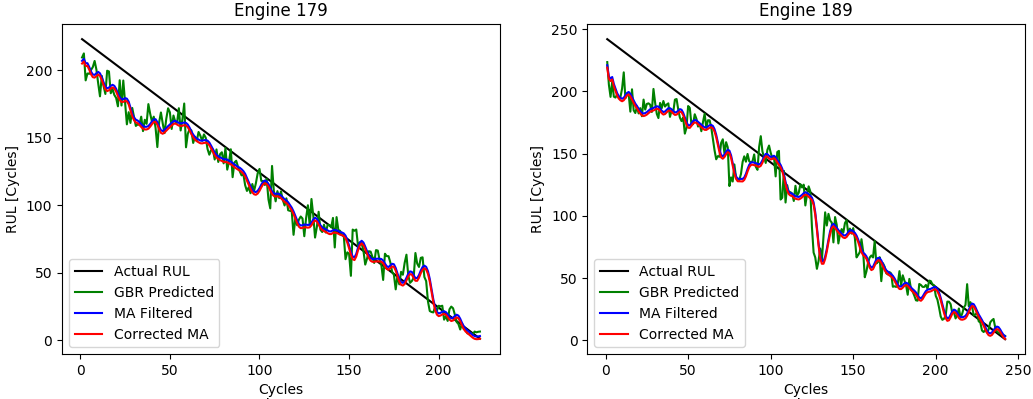 Engine 179
RUL [Cycles]
200
150
100
50
0
Actual RUL
GBR Predicted
MA Filtered
Corrected MA
0 50 100 150 200
Cycles
Engine 189
RUL [Cycles]
250
200
150
100
50
0
Actual RUL
GBR Predicted
MA Filtered
Corrected MA
0 50 100 150 200 250
Cycles